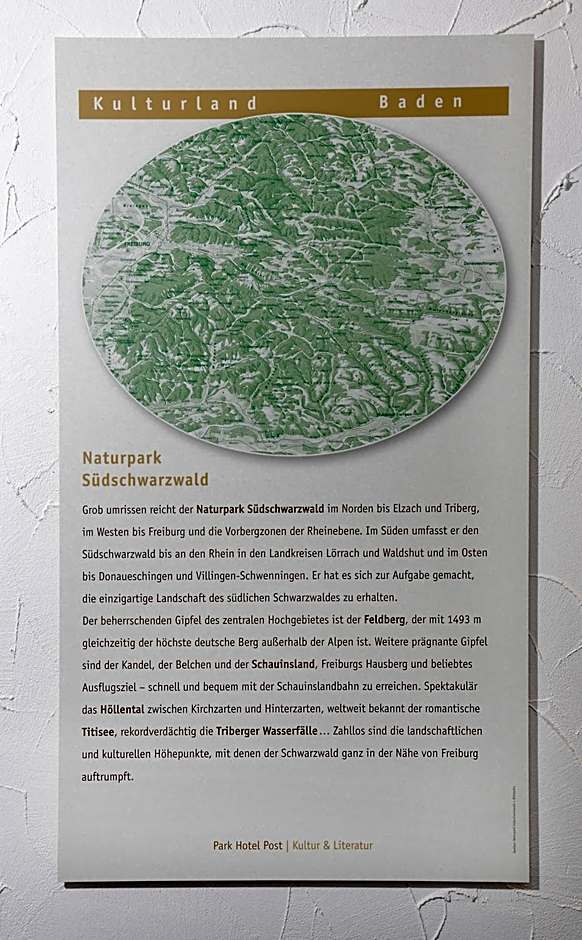 Kulturland Baden
FREIBURG
Naturpark
Südschwarzwald
Grob umrissen reicht der Naturpark Südschwarzwald im Norden bis Elzach und Triberg,
im Westen bis Freiburg und die Vorbergzonen der Rheinebene. Im Süden umfasst er den
Südschwarzwald bis an den Rhein in den Landkreisen Lörrach und Waldshut und im Osten
bis Donaueschingen und Villingen-Schwenningen. Er hat es sich zur Aufgabe gemacht,
die einzigartige Landschaft des südlichen Schwarzwaldes zu erhalten.
Der beherrschenden Gipfel des zentralen Hochgebietes ist der Feldberg, der mit 1493 m
gleichzeitig der höchste deutsche Berg außerhalb der Alpen ist. Weitere prägnante Gipfel
sind der Kandel, der Belchen und der Schauinsland, Freiburgs Hausberg und beliebtes
Ausflugsziel – schnell und bequem mit der Schauinslandbahn zu erreichen. Spektakulär
das Höllental zwischen Kirchzarten und Hinterzarten, weltweit bekannt der romantische
Titisee, rekordverdächtig die Triberger Wasserfälle... Zahllos sind die landschaftlichen
und kulturellen Höhepunkte, mit denen der Schwarzwald ganz in der Nähe von Freiburg
auftrumpft.
Park Hotel Post | Kultur & Literatur